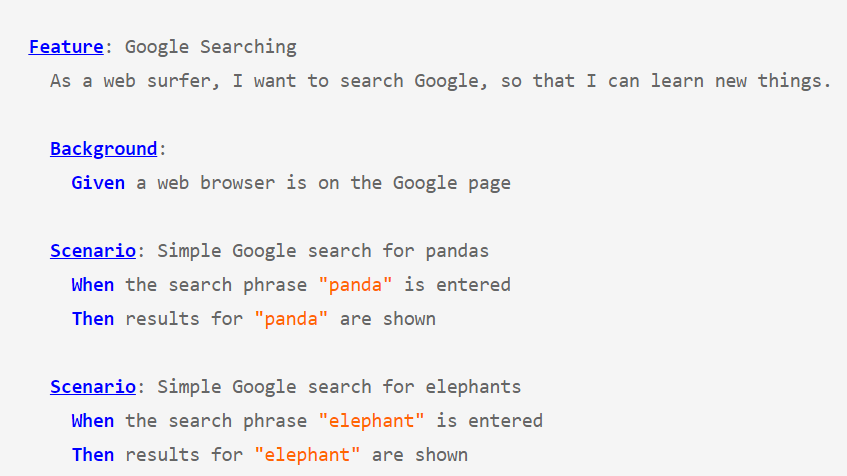 Feature: Google Searching
As a web surfer, I want to search Google, so that I can learn new things.
Background:
Given a web browser is on the Google page
Scenario: Simple Google search for pandas
When the search phrase "panda" is entered
Then results for "panda" are shown
Scenario: Simple Google search for elephants
When the search phrase "elephant" is entered
Then results for "elephant" are shown